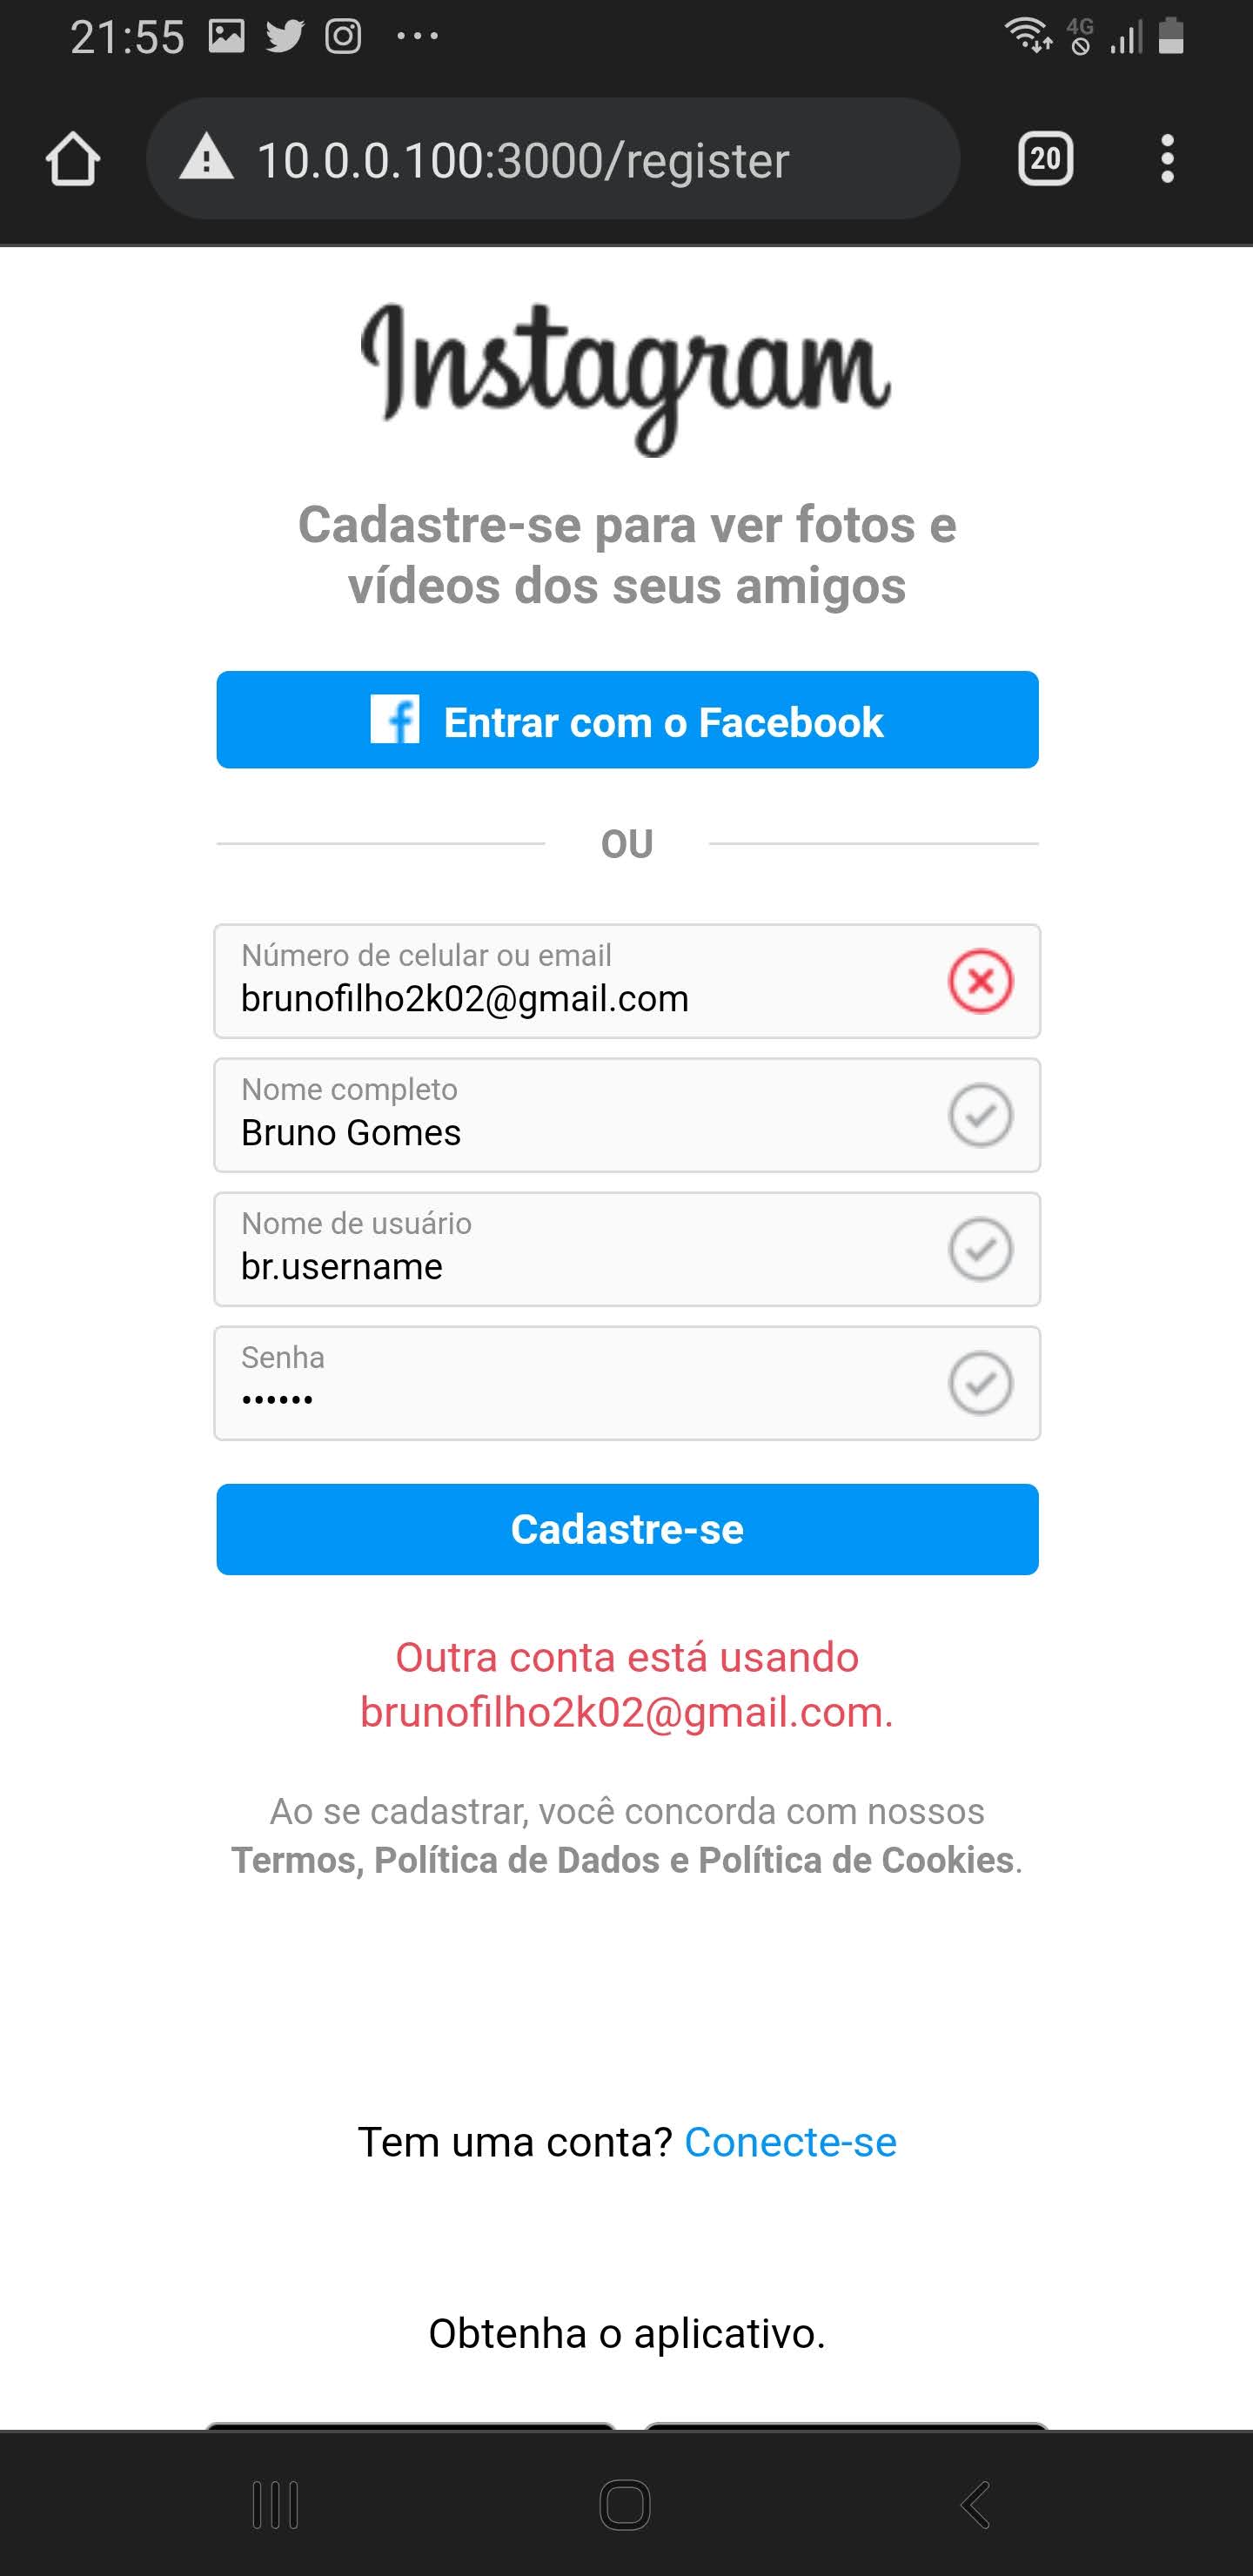 21:55
4G
10.0.0.100:3000/register
20
Instagram
Cadastre-se para ver fotos e
vídeos dos seus amigos
Entrar com o Facebook
OU
Número de celular ou email
brunofilho2k02@gmail.com
Nome completo
Bruno Gomes
Nome de usuário
br.username
Senha
••••••
Cadastre-se
Outra conta está usando
brunofilho2k02@gmail.com.
Ao se cadastrar, você concorda com nossos
Termos, Política de Dados e Política de Cookies.
Tem uma conta? Conecte-se
Obtenha o aplicativo.